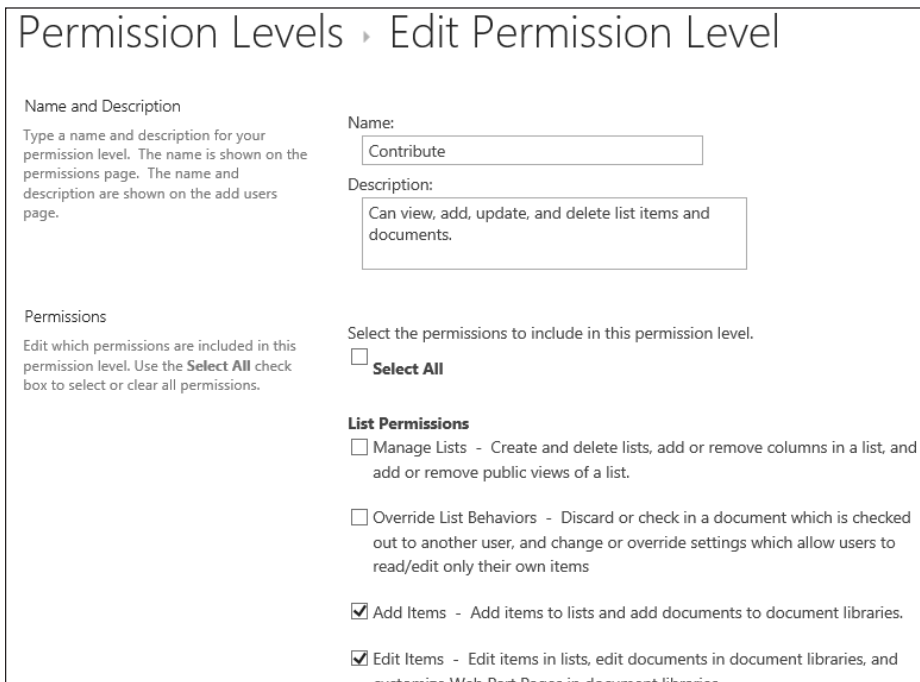 Permission Levels ▸ Edit Permission Level
Name and Description
Type a name and description for your
permission level. The name is shown on the
permissions page. The name and
description are shown on the add users
page.
Name:
Contribute
Description:
Can view, add, update, and delete list items and
documents.
Permissions
Edit which permissions are included in this
permission level. Use the Select All check
box to select or clear all permissions.
Select the permissions to include in this permission level.
Select All
List Permissions
Manage Lists - Create and delete lists, add or remove columns in a list, and
add or remove public views of a list.
Override List Behaviors - Discard or check in a document which is checked
out to another user, and change or override settings which allow users to
read/edit only their own items
Add Items - Add items to lists and add documents to document libraries.
Edit Items - Edit items in lists, edit documents in document libraries, and
customize Web Part Pages in document libraries.